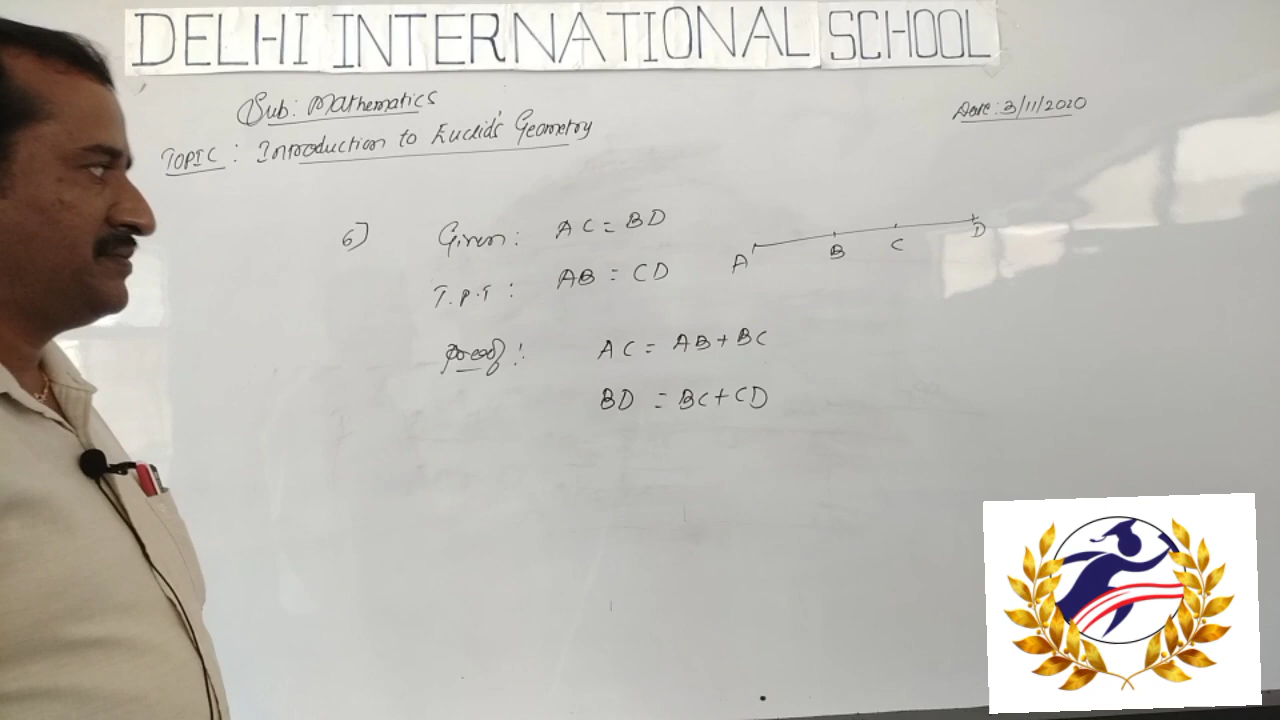 DELHI INTERNATIONAL SCHOOL
Sub: Mathematics
Date: 3/11/2020
TOPIC: Introduction to Euclid's Geometry
6) Given: AC = BD
A B C D
T.P.T: AB = CD
Proof: AC = AB + BC
BD = BC + CD